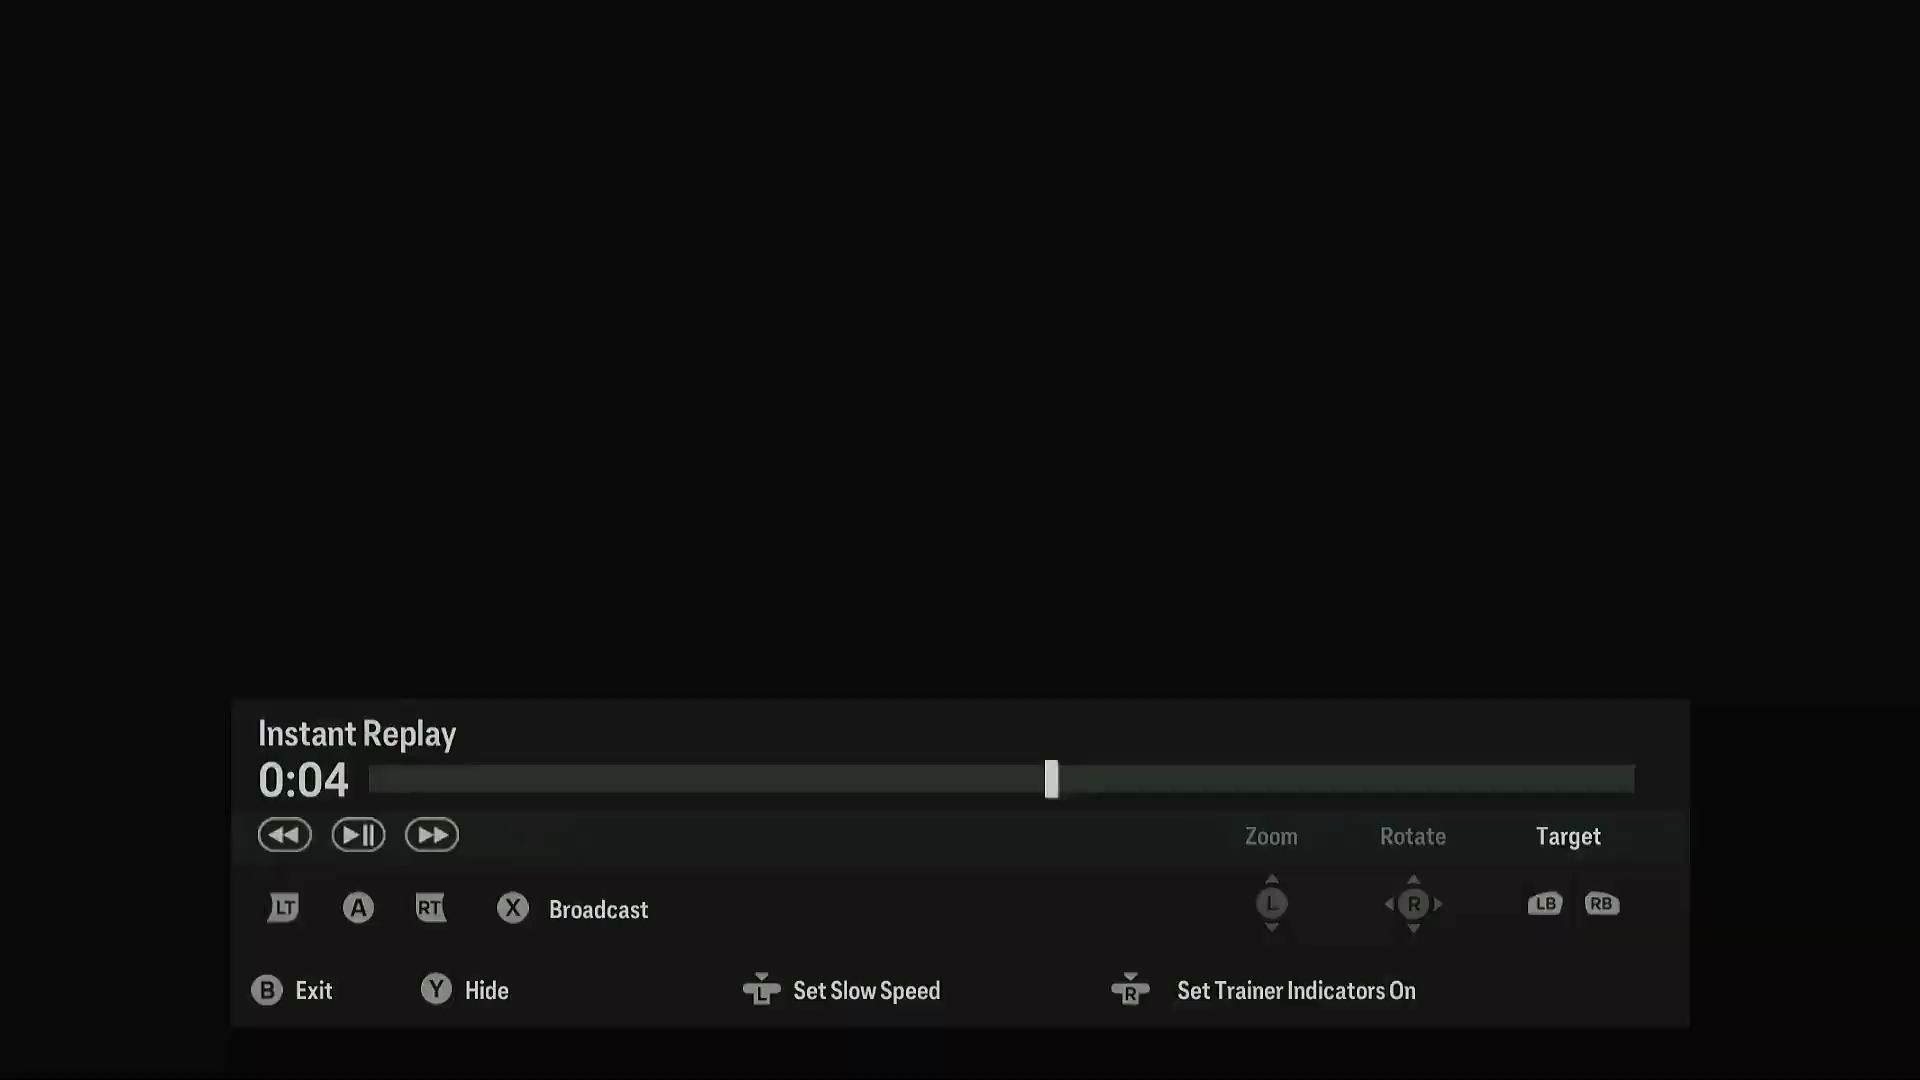 Instant Replay
0:04
Zoom Rotate Target
LT A RT X Broadcast L R LB RB
B Exit Y Hide L Set Slow Speed R Set Trainer Indicators On